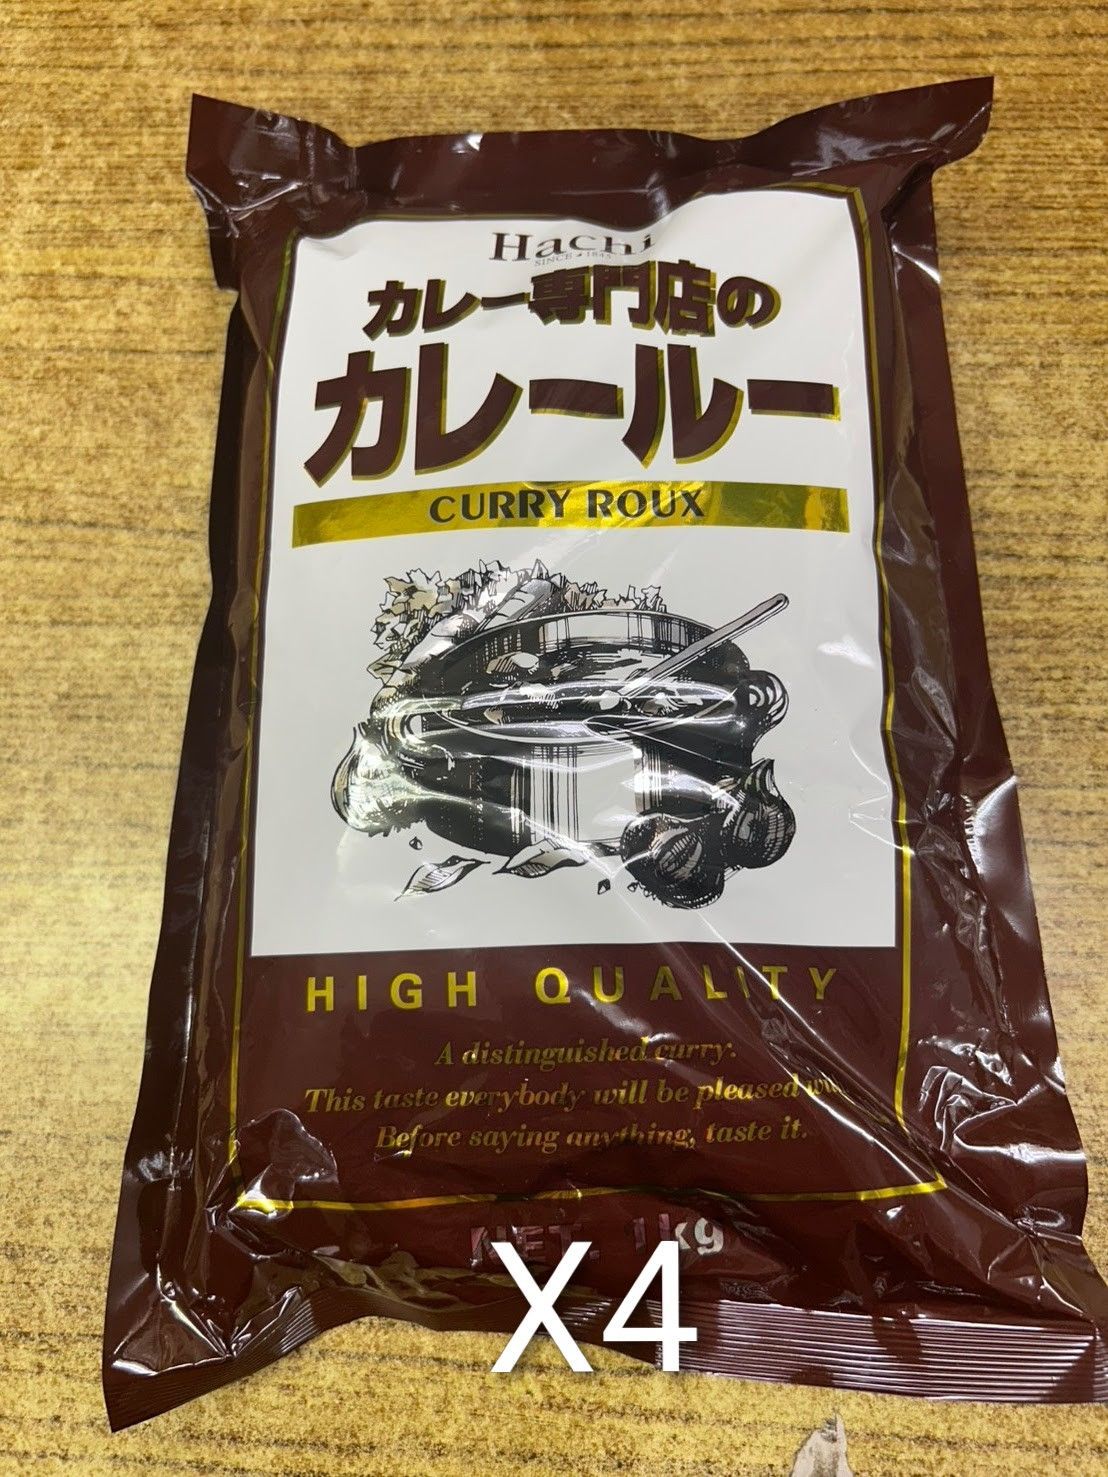 Hachi
SINCE 1845
カレー専門店の
カレールー
CURRY ROUX
HIGH QUALITY
A distinguished curry.
This taste everybody will be pleased
Before saying anything, taste it.
NET. 1kg
X4